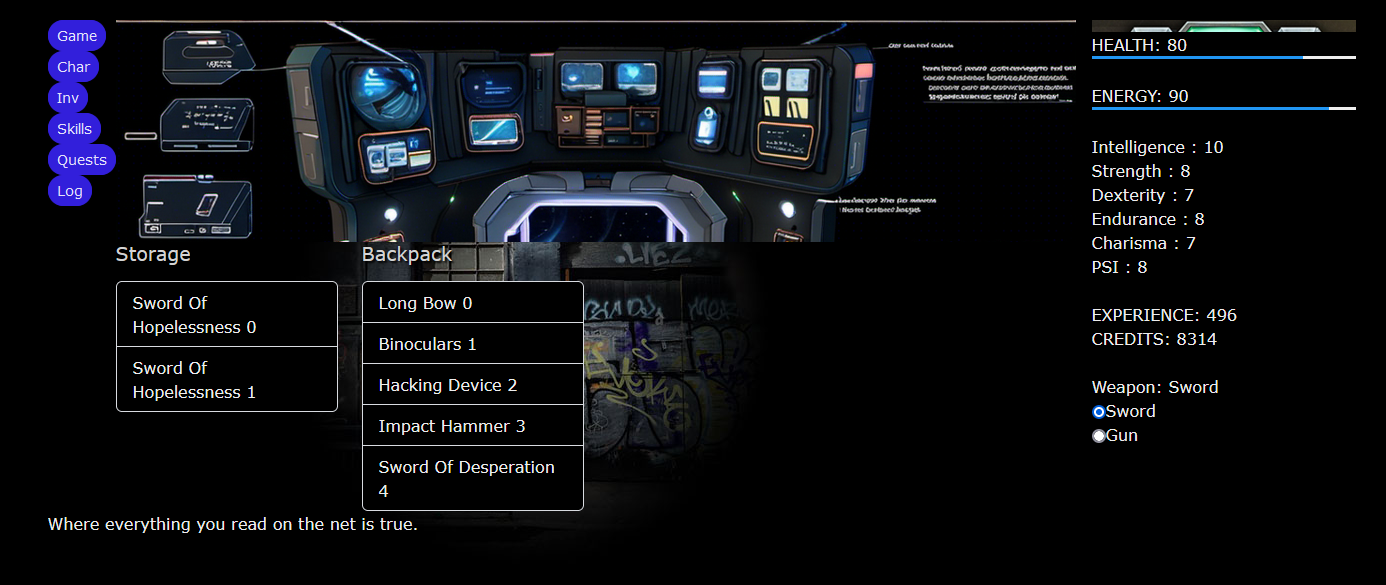 Game
Char
Inv
Skills
Quests
Log
HEALTH: 80
ENERGY: 90
Intelligence : 10
Strength : 8
Dexterity : 7
Endurance : 8
Charisma : 7
PSI : 8
EXPERIENCE: 496
CREDITS: 8314
Weapon: Sword
Sword
Gun
Storage
Sword Of
Hopelessness 0
Sword Of
Hopelessness 1
Backpack
Long Bow 0
Binoculars 1
Hacking Device 2
Impact Hammer 3
Sword Of Desperation
4
Where everything you read on the net is true.